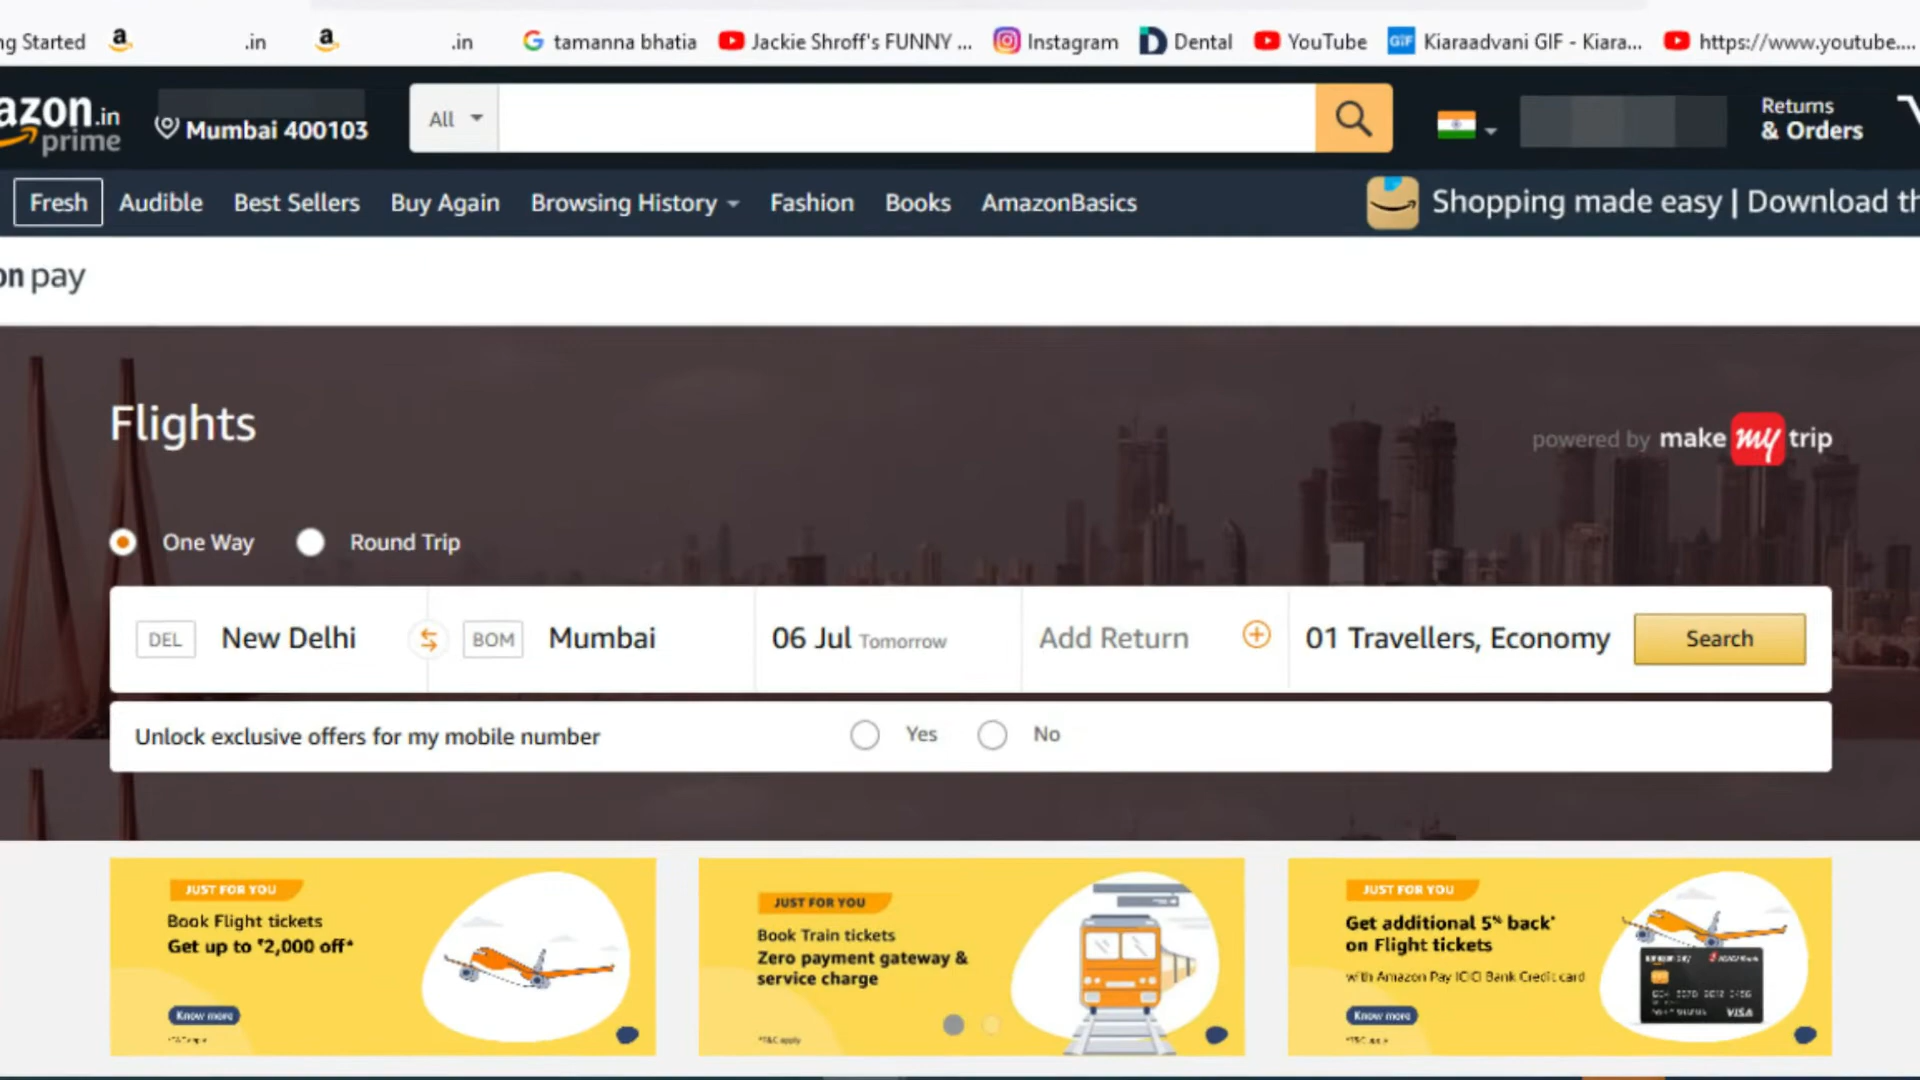 ng Started
.in
.in
tamanna bhatia
Jackie Shroff's FUNNY ...
Instagram
Dental
YouTube
GIF
Kiaraadvani GIF - Kiara...
https://www.youtube....
azon.in
prime
Mumbai 400103
All
Returns
& Orders
Fresh
Audible
Best Sellers
Buy Again
Browsing History
Fashion
Books
AmazonBasics
Shopping made easy | Download th
on pay
Flights
powered by make my trip
One Way
Round Trip
DEL New Delhi
BOM Mumbai
06 Jul Tomorrow
Add Return
01 Travellers, Economy
Search
Unlock exclusive offers for my mobile number
Yes
No
JUST FOR YOU
Book Flight tickets
Get up to ₹2,000 off*
Know more
JUST FOR YOU
Book Train tickets
Zero payment gateway &
service charge
*T&C apply
JUST FOR YOU
Get additional 5% back*
on Flight tickets
with Amazon Pay ICICI Bank Credit card
Know more
VISA